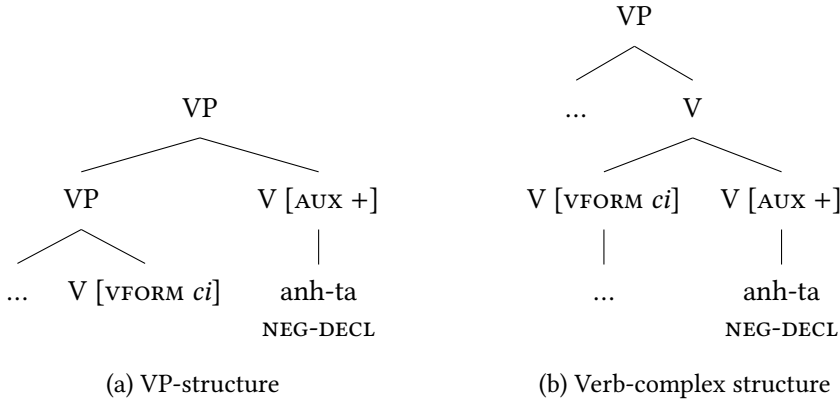 VP
... V
V [VFORM ci] V [AUX +]
... anh-ta
NEG-DECL
VP
VP V [AUX +]
... V [VFORM ci] anh-ta
NEG-DECL
(a) VP-structure
(b) Verb-complex structure